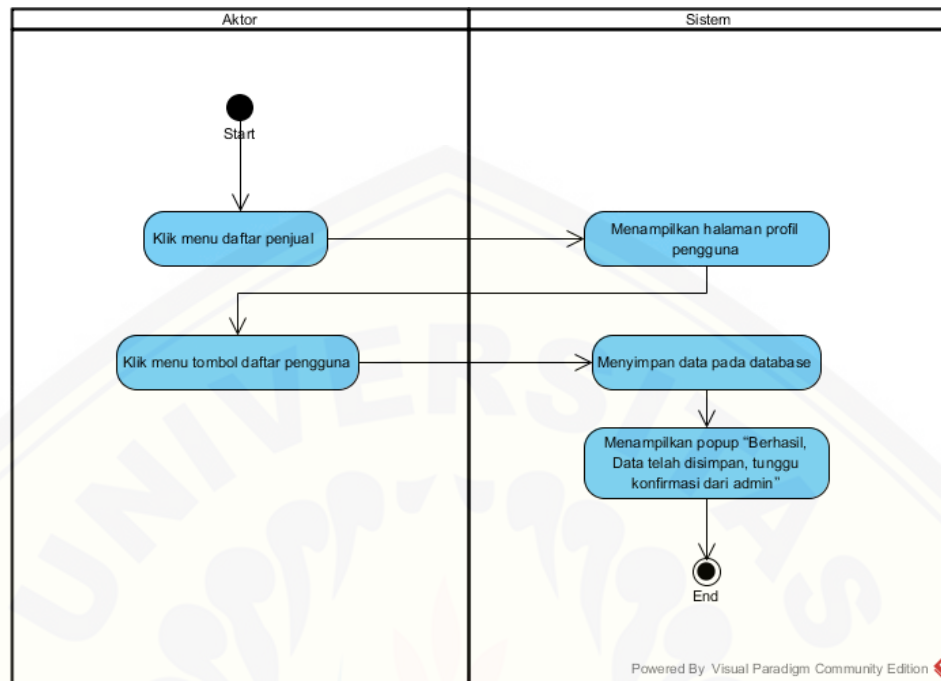 Aktor
Sistem
Start
Klik menu daftar penjual
Menampilkan halaman profil
pengguna
Klik menu tombol daftar pengguna
Menyimpan data pada database
Menampilkan popup “Berhasil,
Data telah disimpan, tunggu
konfirmasi dari admin”
End
UNIVERSITAS
Powered By Visual Paradigm Community Edition